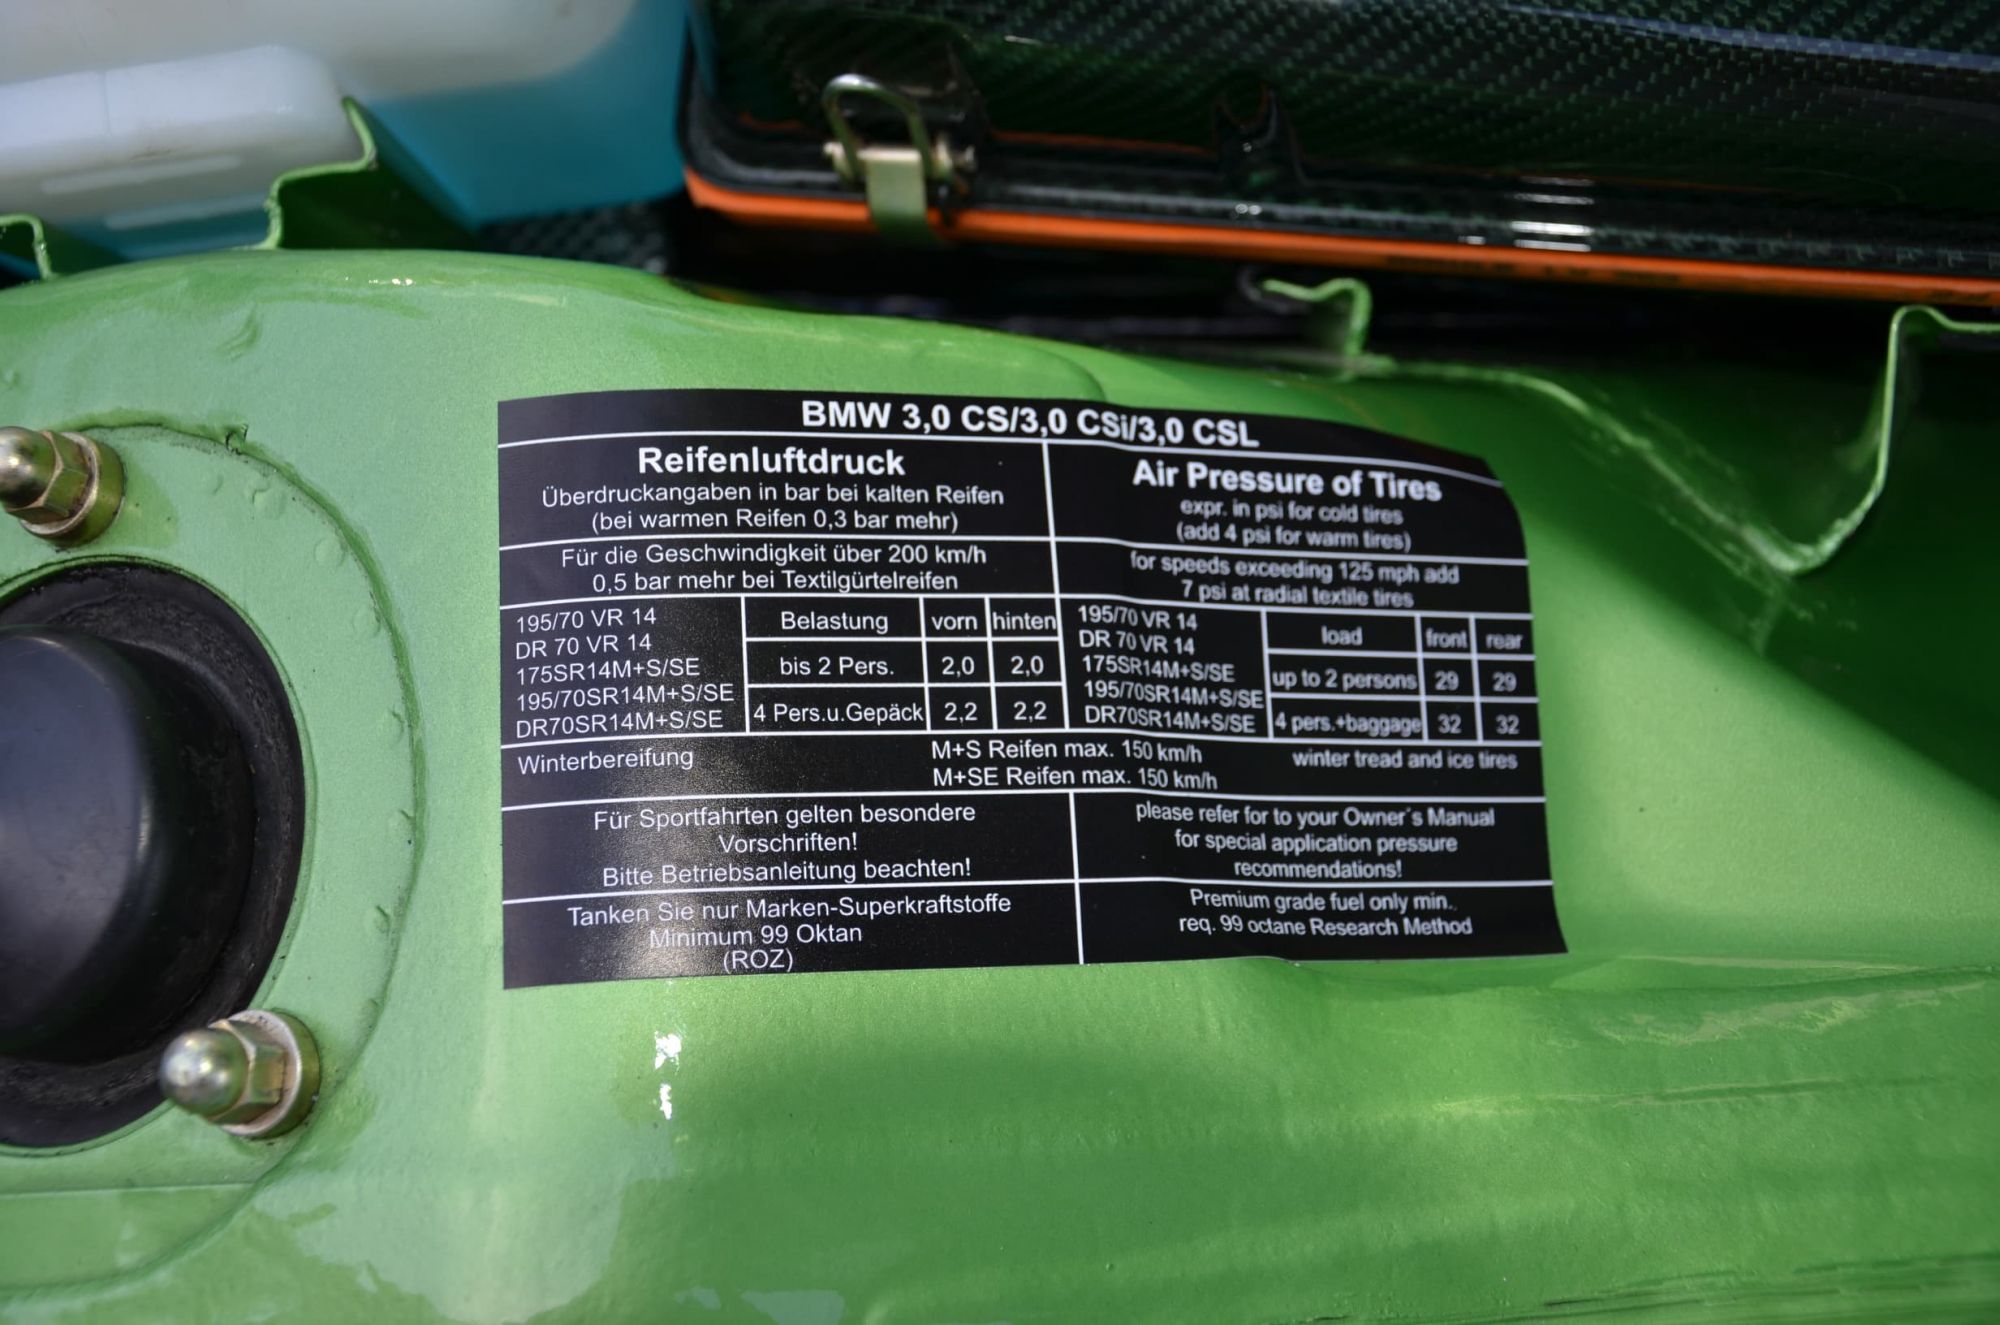 BMW 3,0 CS/3,0 CSi/3,0 CSL
Reifenluftdruck
Überdruckangaben in bar bei kalten Reifen
(bei warmen Reifen 0,3 bar mehr)
Air Pressure of Tires
expr. in psi for cold tires
(add 4 psi for warm tires)
Für die Geschwindigkeit über 200 km/h
0,5 bar mehr bei Textilgürtelreifen
for speeds exceeding 125 mph add
7 psi at radial textile tires
195/70 VR 14
DR 70 VR 14
175SR14M+S/SE
195/70SR14M+S/SE
DR70SR14M+S/SE
Belastung vorn hinten
bis 2 Pers. 2,0 2,0
4 Pers.u.Gepäck 2,2 2,2
195/70 VR 14
DR 70 VR 14
175SR14M+S/SE
195/70SR14M+S/SE
DR70SR14M+S/SE
load front rear
up to 2 persons 29 29
4 pers.+baggage 32 32
Winterbereifung
M+S Reifen max. 150 km/h
M+SE Reifen max. 150 km/h
winter tread and ice tires
Für Sportfahrten gelten besondere
Vorschriften!
Bitte Betriebsanleitung beachten!
please refer for to your Owner´s Manual
for special application pressure
recommendations!
Tanken Sie nur Marken-Superkraftstoffe
Minimum 99 Oktan
(ROZ)
Premium grade fuel only min.
req. 99 octane Research Method